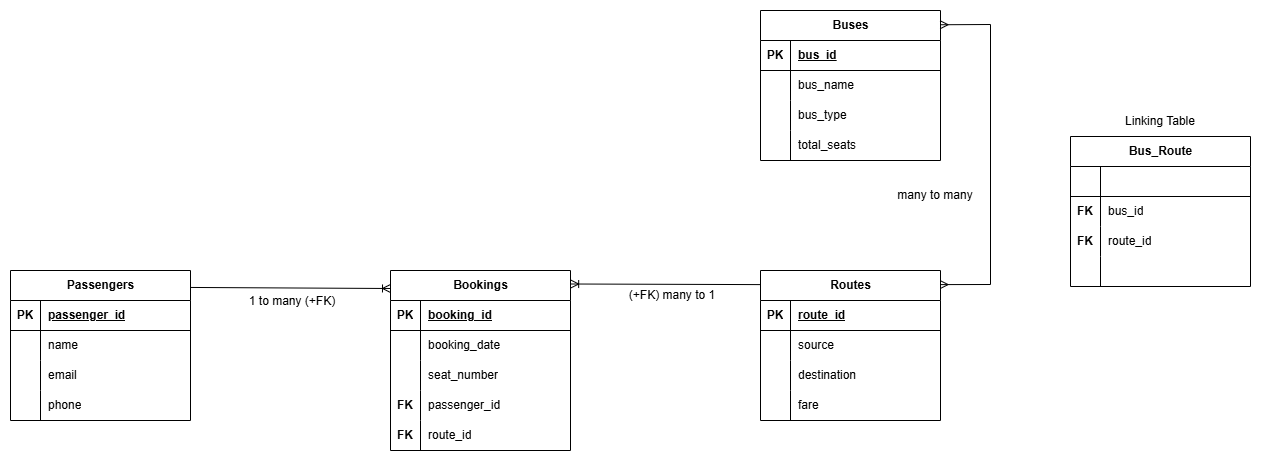 Buses
PK bus_id
bus_name
bus_type
total_seats
many to many
Linking Table
Bus_Route
FK bus_id
FK route_id
Passengers
PK passenger_id
name
email
phone
1 to many (+FK)
Bookings
PK booking_id
booking_date
seat_number
FK passenger_id
FK route_id
(+FK) many to 1
Routes
PK route_id
source
destination
fare